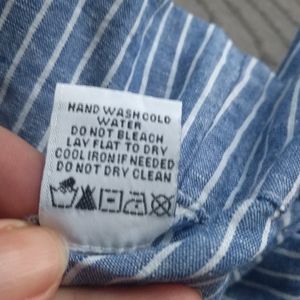 HAND WASH COLD
WATER
DO NOT BLEACH
LAY FLAT TO DRY
COOL IRON IF NEEDED
DO NOT DRY CLEAN